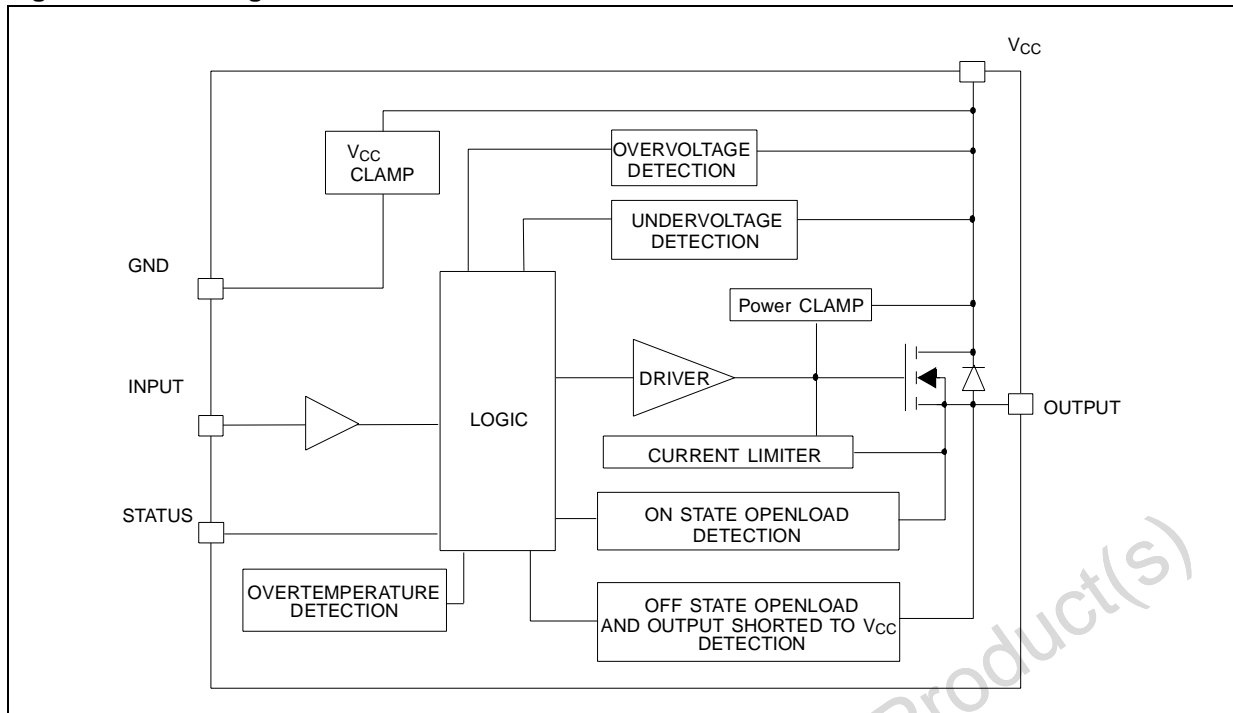 VCC
VCC
CLAMP
OVERVOLTAGE
DETECTION
UNDERVOLTAGE
DETECTION
GND
Power CLAMP
INPUT
DRIVER
LOGIC
OUTPUT
CURRENT LIMITER
STATUS
ON STATE OPENLOAD
DETECTION
OVERTEMPERATURE
DETECTION
OFF STATE OPENLOAD
AND OUTPUT SHORTED TO VCC
DETECTION
Product(s)